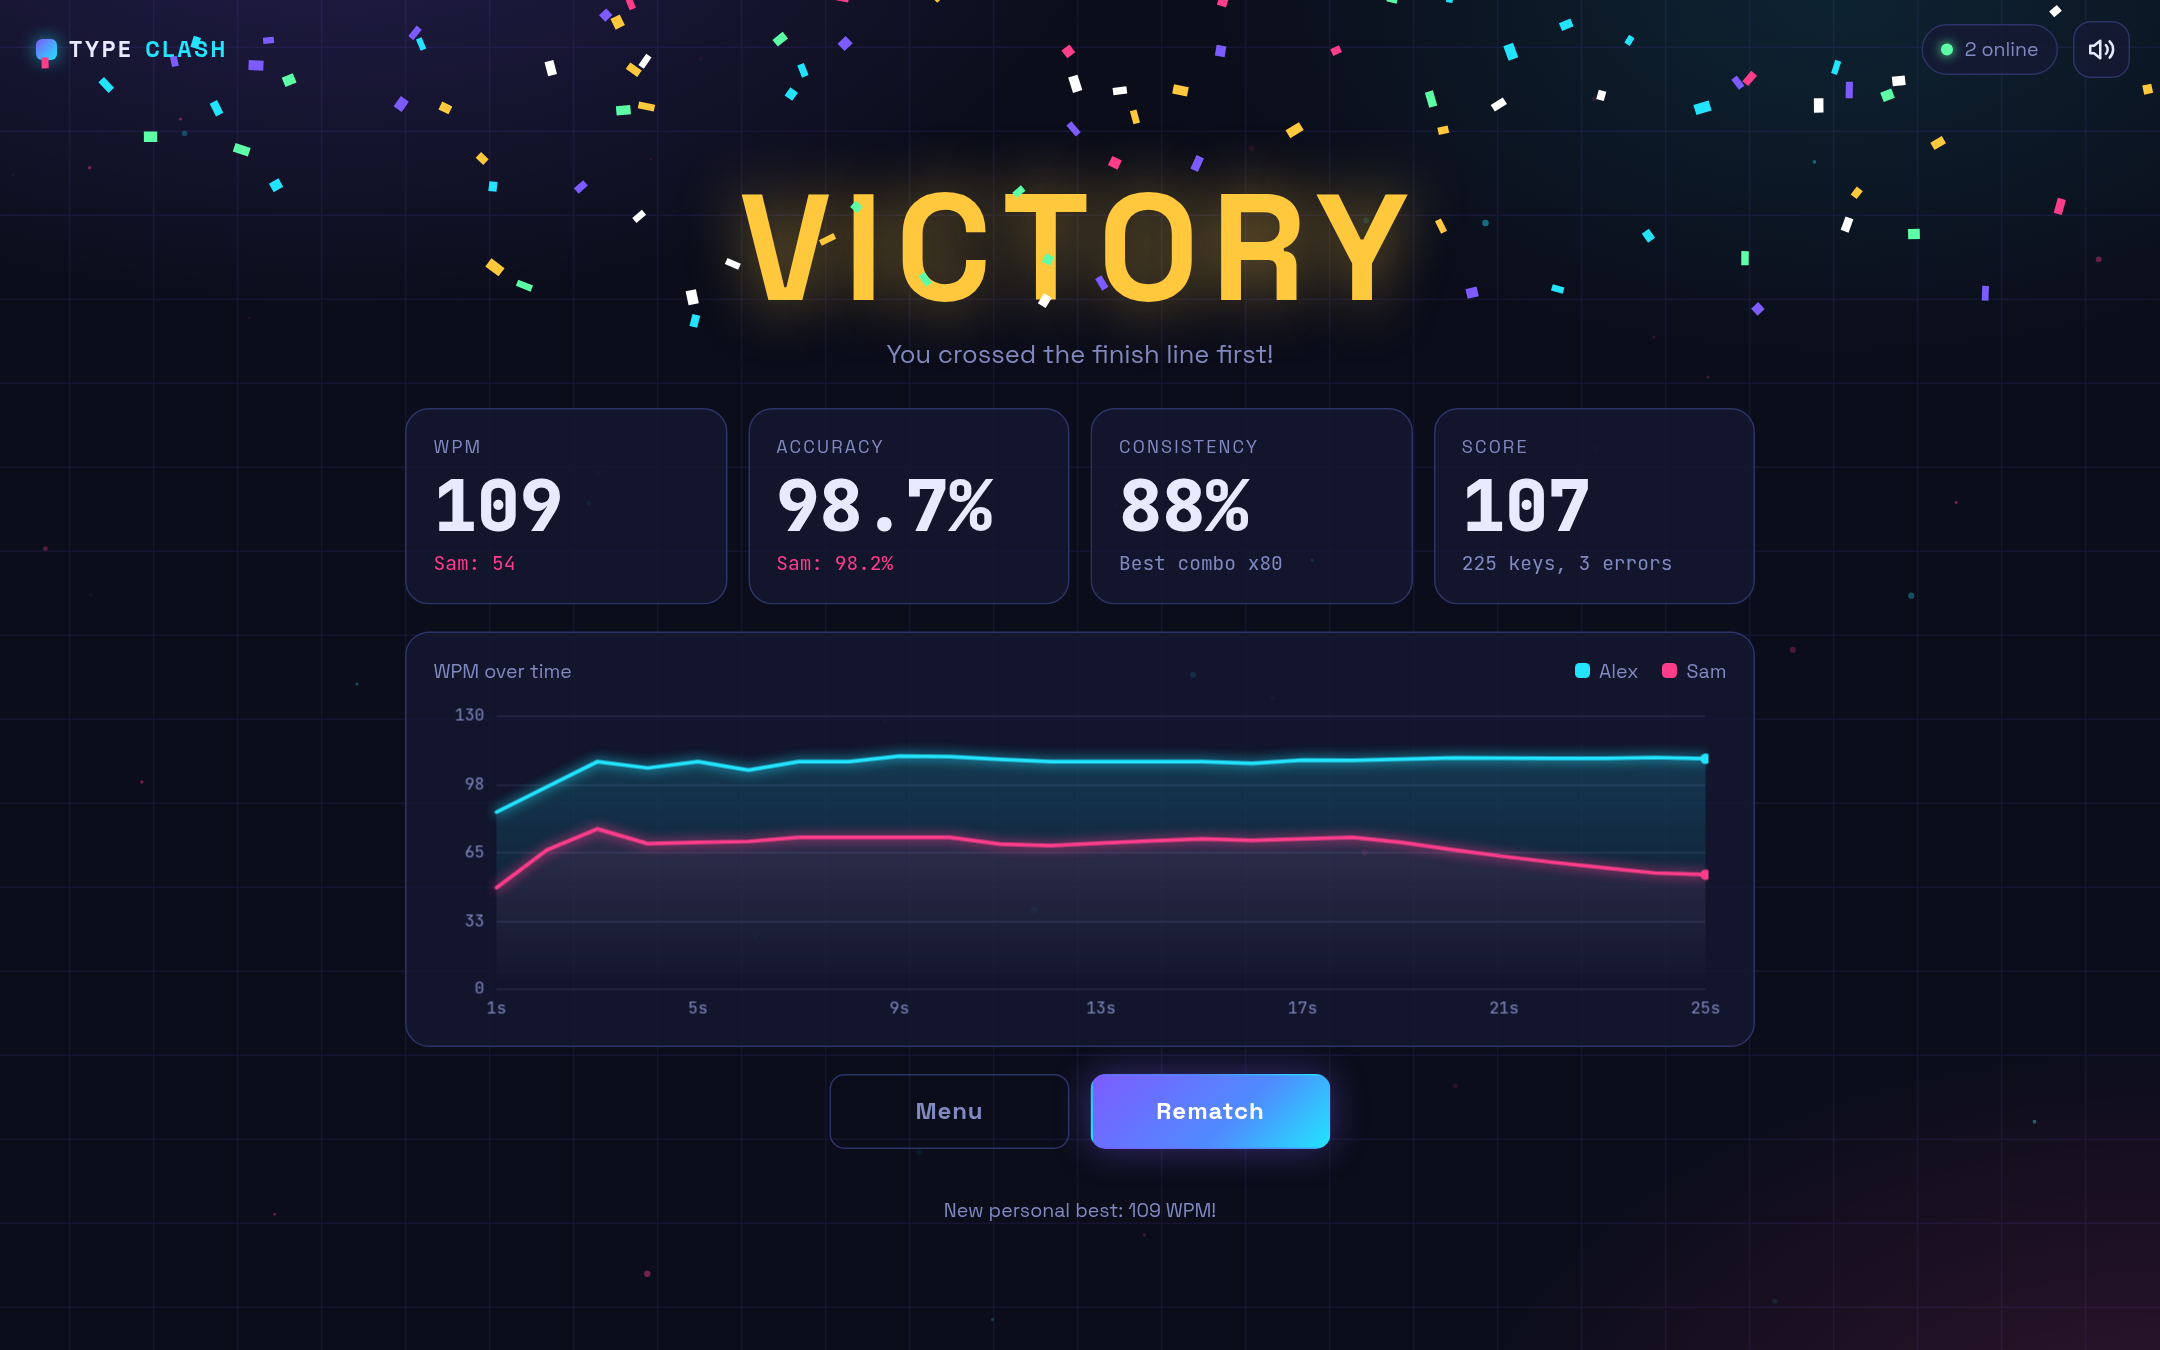 TYPE CLASH
2 online
VICTORY
You crossed the finish line first!
WPM
109
Sam: 54
ACCURACY
98.7%
Sam: 98.2%
CONSISTENCY
88%
Best combo x80
SCORE
107
225 keys, 3 errors
WPM over time
Alex
Sam
130
98
65
33
0
1s 5s 9s 13s 17s 21s 25s
Menu
Rematch
New personal best: 109 WPM!